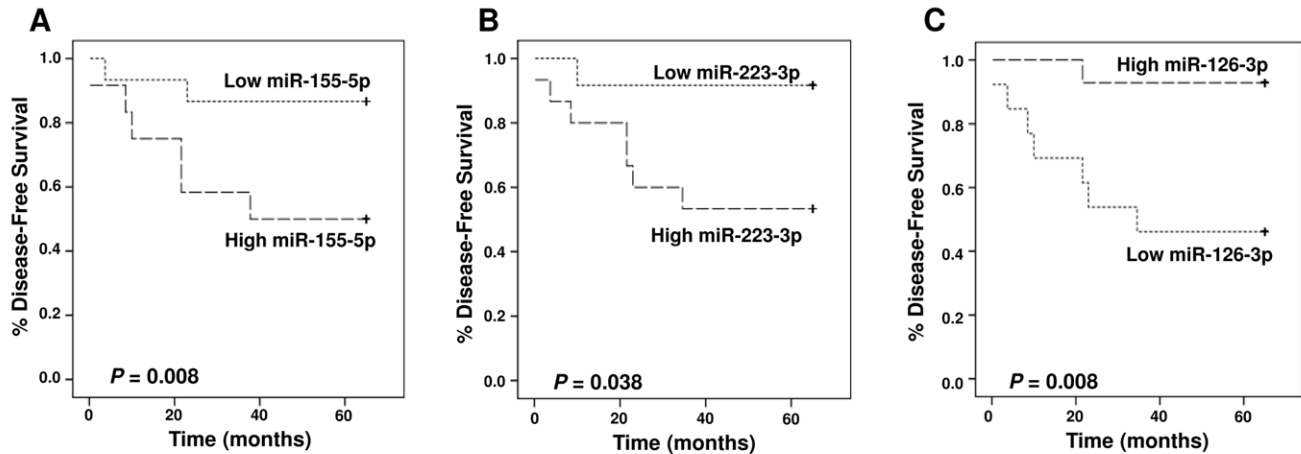 A
% Disease-Free Survival
1.0
0.8
0.6
0.4
0.2
0.0
Low miR-155-5p
High miR-155-5p
P = 0.008
0 20 40 60
Time (months)
B
% Disease-Free Survival
1.0
0.8
0.6
0.4
0.2
0.0
Low miR-223-3p
High miR-223-3p
P = 0.038
0 20 40 60
Time (months)
C
% Disease-Free Survival
1.0
0.8
0.6
0.4
0.2
0.0
High miR-126-3p
Low miR-126-3p
P = 0.008
0 20 40 60
Time (months)